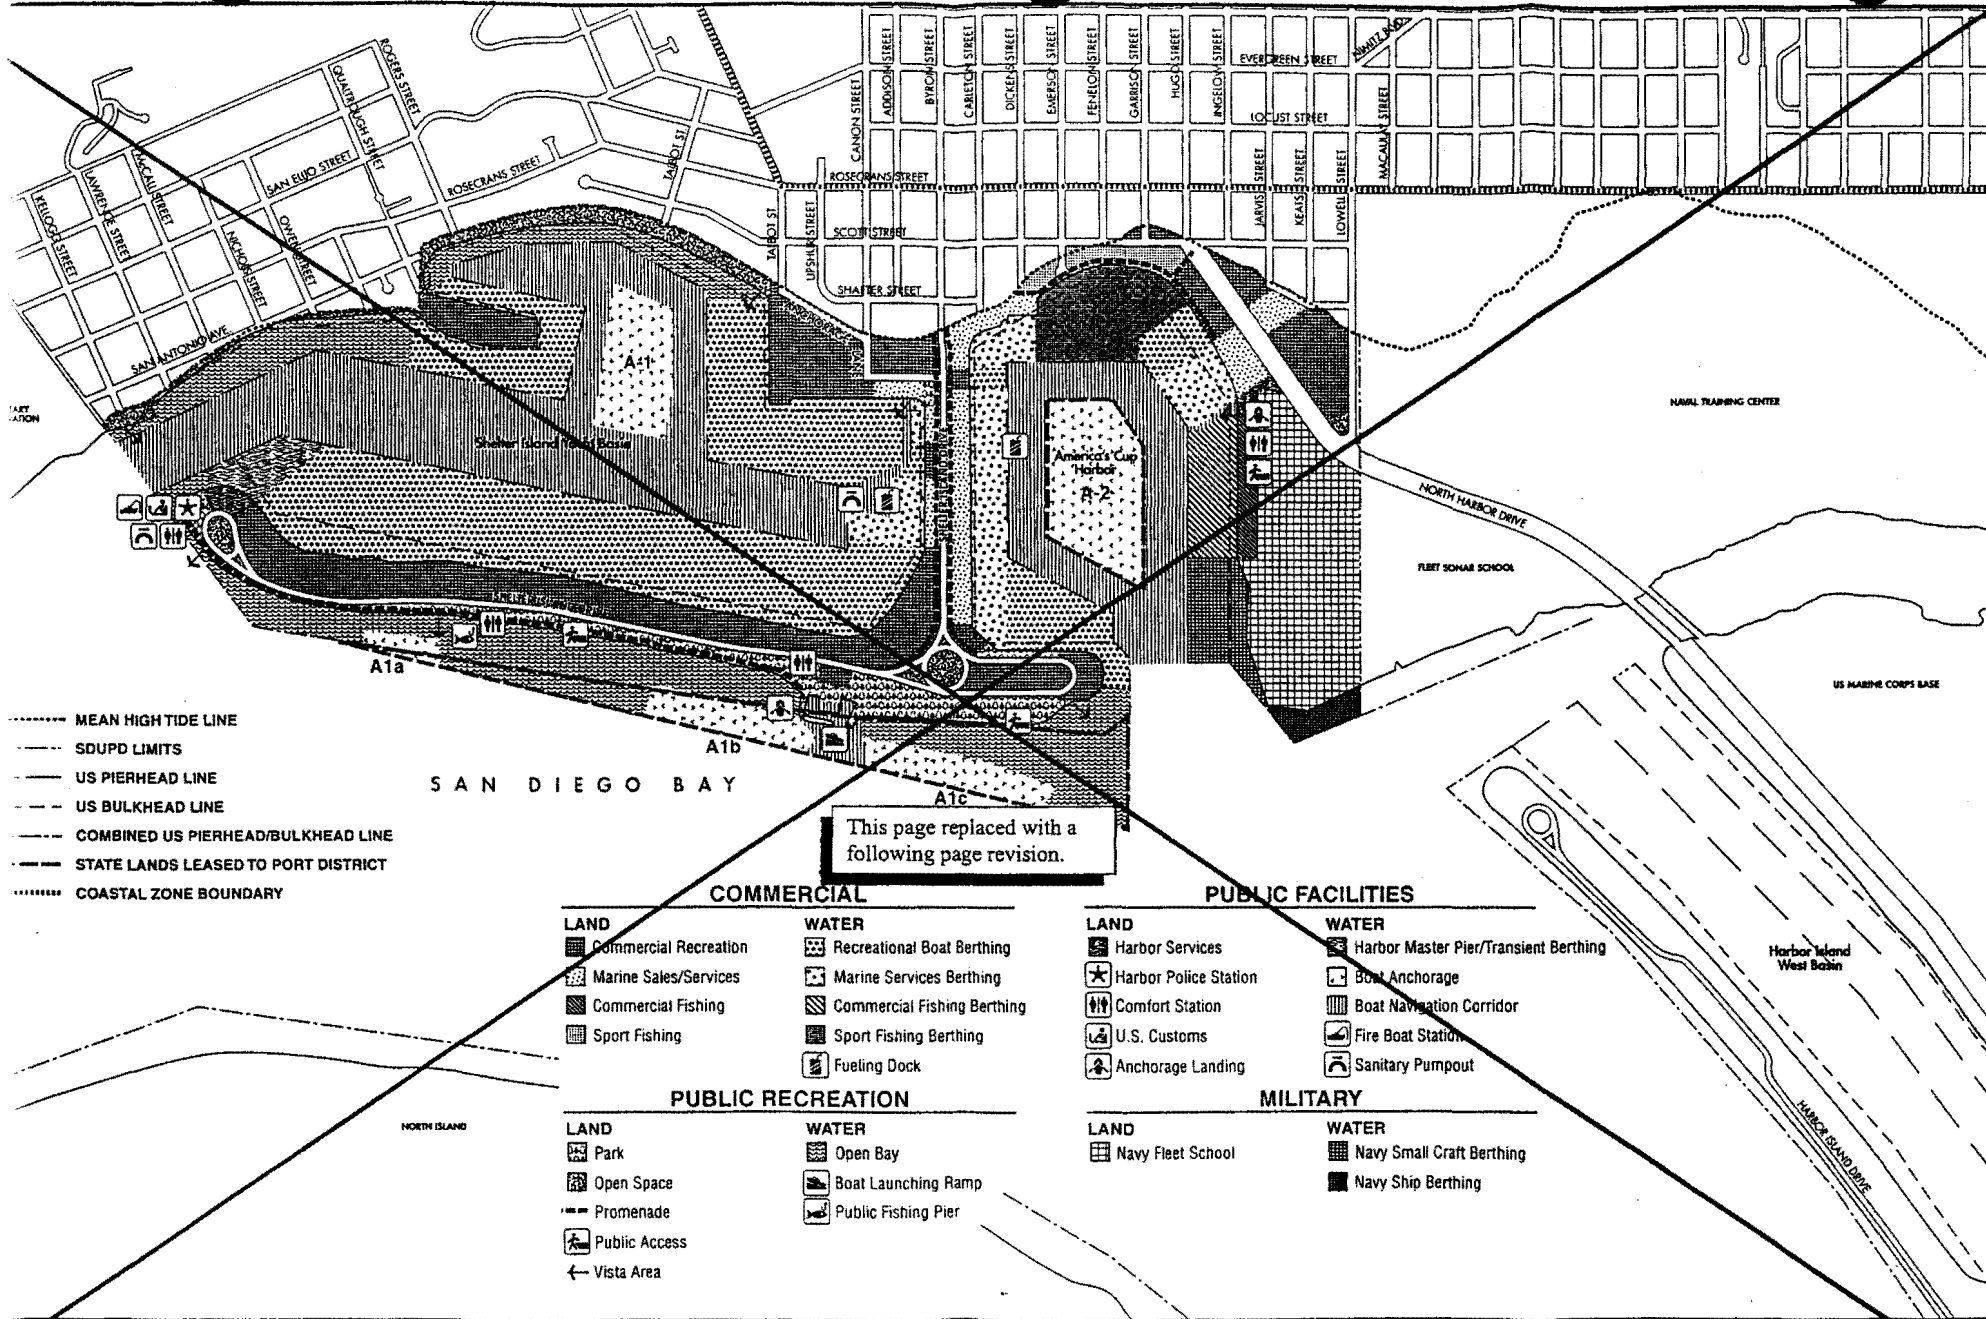 ROGERS STREET
QUALTROUGH STREET
McCALL STREET
LAWRENCE STREET
KELLOGG STREET
SAN ELIJO STREET
ROSECRANS STREET
OWEN STREET
NICHOLS STREET
SAN ANTONIO AVE.
TALBOT ST
TALBOT ST
UPSHUR STREET
CANON STREET
ADDISON STREET
BYRON STREET
CARLETON STREET
DICKENS STREET
EMERSON STREET
FENELON STREET
GARRISON STREET
HUGO STREET
INGELOW STREET
EVERGREEN STREET
NIMITZ BLVD
LOCUST STREET
MACAULAY STREET
JARVIS STREET
KEATS STREET
LOWELL STREET
ROSECRANS STREET
SCOTT STREET
SHAFTER STREET
A-1
Shelter Island Yacht Basin
America's Cup
Harbor
A-2
NAVAL TRAINING CENTER
NORTH HARBOR DRIVE
FLEET SONAR SCHOOL
US MARINE CORPS BASE
A1a
A1b
A1c
SAN DIEGO BAY
MEAN HIGH TIDE LINE
SDUPD LIMITS
US PIERHEAD LINE
US BULKHEAD LINE
COMBINED US PIERHEAD/BULKHEAD LINE
STATE LANDS LEASED TO PORT DISTRICT
COASTAL ZONE BOUNDARY
This page replaced with a
following page revision.
COMMERCIAL
LAND
Commercial Recreation
Marine Sales/Services
Commercial Fishing
Sport Fishing
WATER
Recreational Boat Berthing
Marine Services Berthing
Commercial Fishing Berthing
Sport Fishing Berthing
Fueling Dock
PUBLIC FACILITIES
LAND
Harbor Services
Harbor Police Station
Comfort Station
U.S. Customs
Anchorage Landing
WATER
Harbor Master Pier/Transient Berthing
Boat Anchorage
Boat Navigation Corridor
Fire Boat Station
Sanitary Pumpout
PUBLIC RECREATION
LAND
Park
Open Space
Promenade
Public Access
Vista Area
WATER
Open Bay
Boat Launching Ramp
Public Fishing Pier
MILITARY
LAND
Navy Fleet School
WATER
Navy Small Craft Berthing
Navy Ship Berthing
Harbor Island
West Basin
HARBOR ISLAND DRIVE
NORTH ISLAND